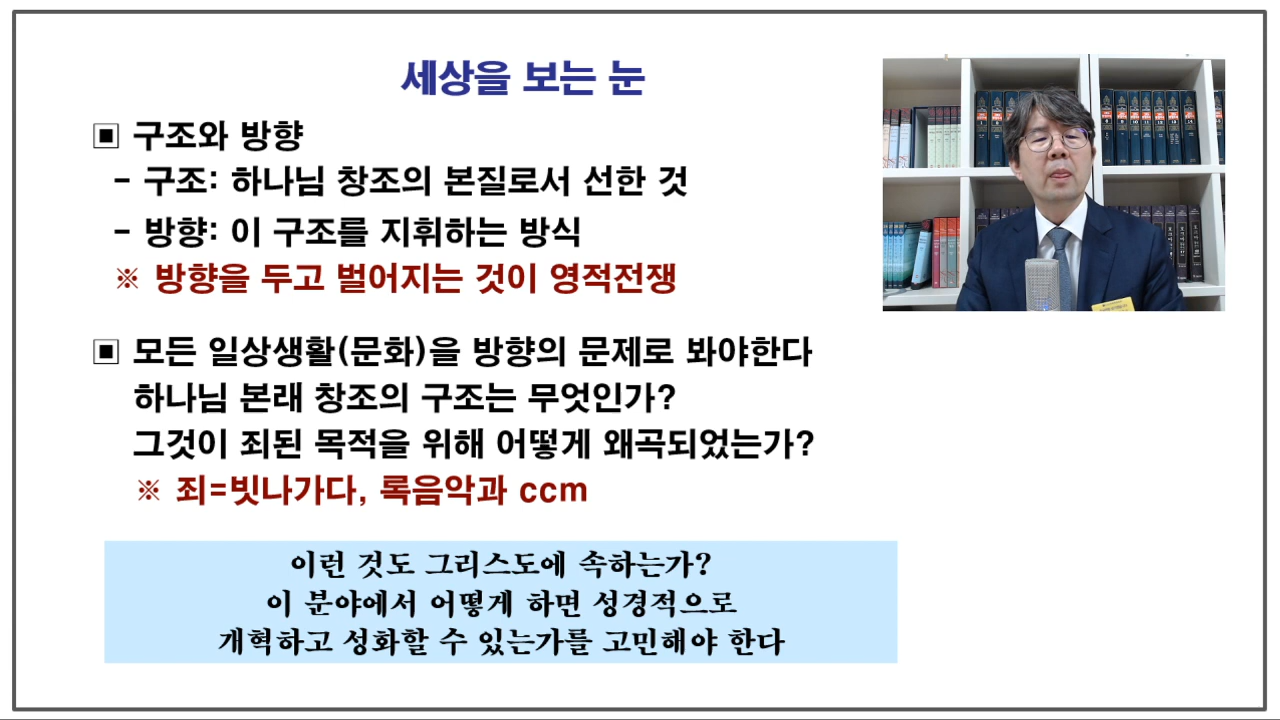 세상을 보는 눈
▣ 구조와 방향
- 구조: 하나님 창조의 본질로서 선한 것
- 방향: 이 구조를 지휘하는 방식
※ 방향을 두고 벌어지는 것이 영적전쟁
▣ 모든 일상생활(문화)을 방향의 문제로 봐야한다
하나님 본래 창조의 구조는 무엇인가?
그것이 죄된 목적을 위해 어떻게 왜곡되었는가?
※ 죄=빗나가다, 록음악과 ccm
이런 것도 그리스도에 속하는가?
이 분야에서 어떻게 하면 성경적으로
개혁하고 성화할 수 있는가를 고민해야 한다